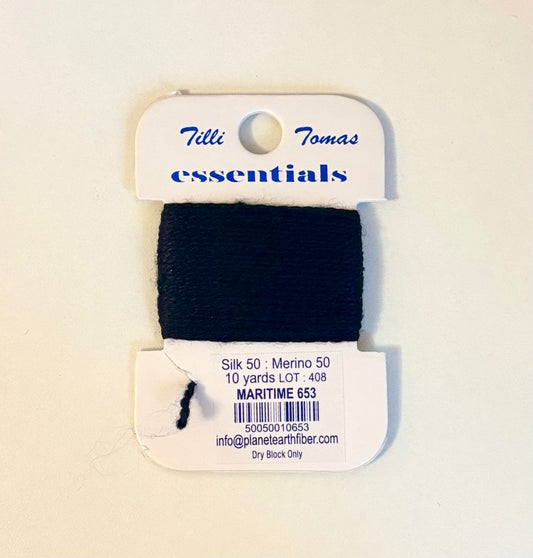 Tilli Tomas
essentials
Silk 50 : Merino 50
10 yards LOT : 408
MARITIME 653
50050010653
info@planetearthfiber.com
Dry Block Only